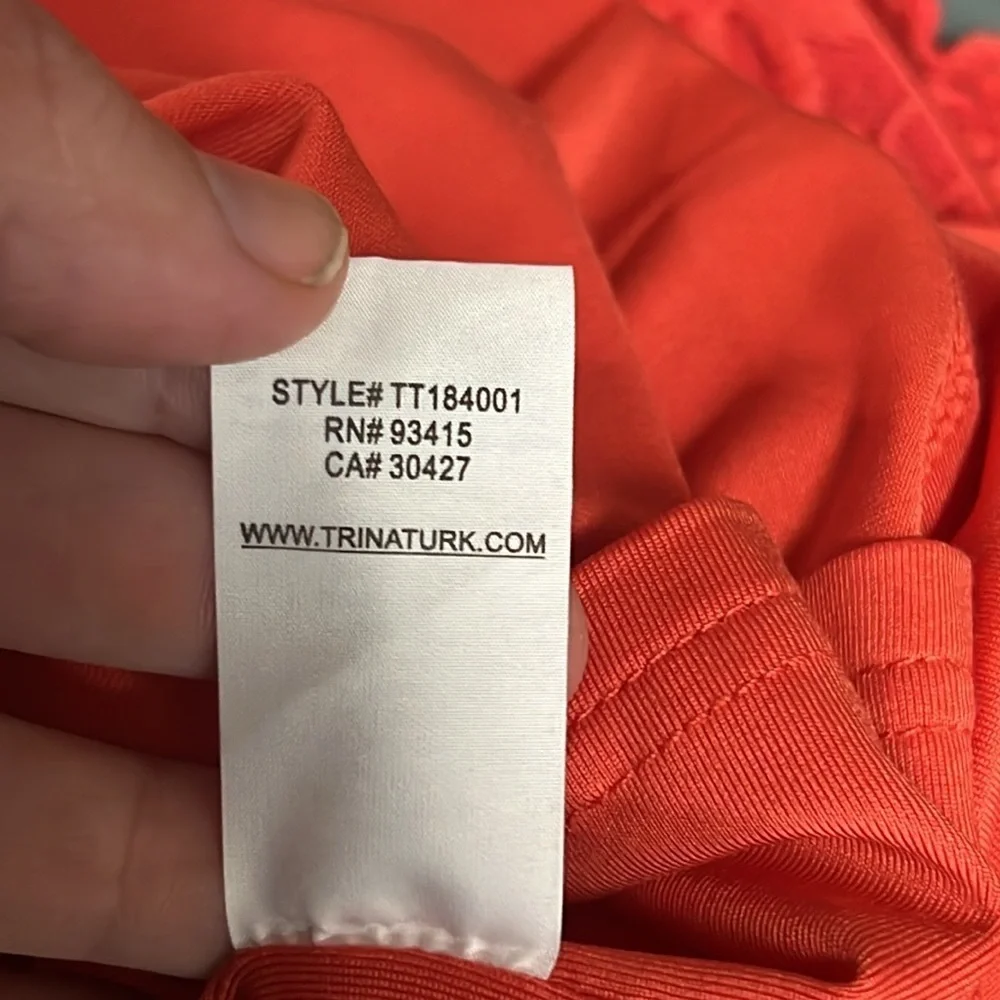 STYLE# TT184001
RN# 93415
CA# 30427
WWW.TRINATURK.COM